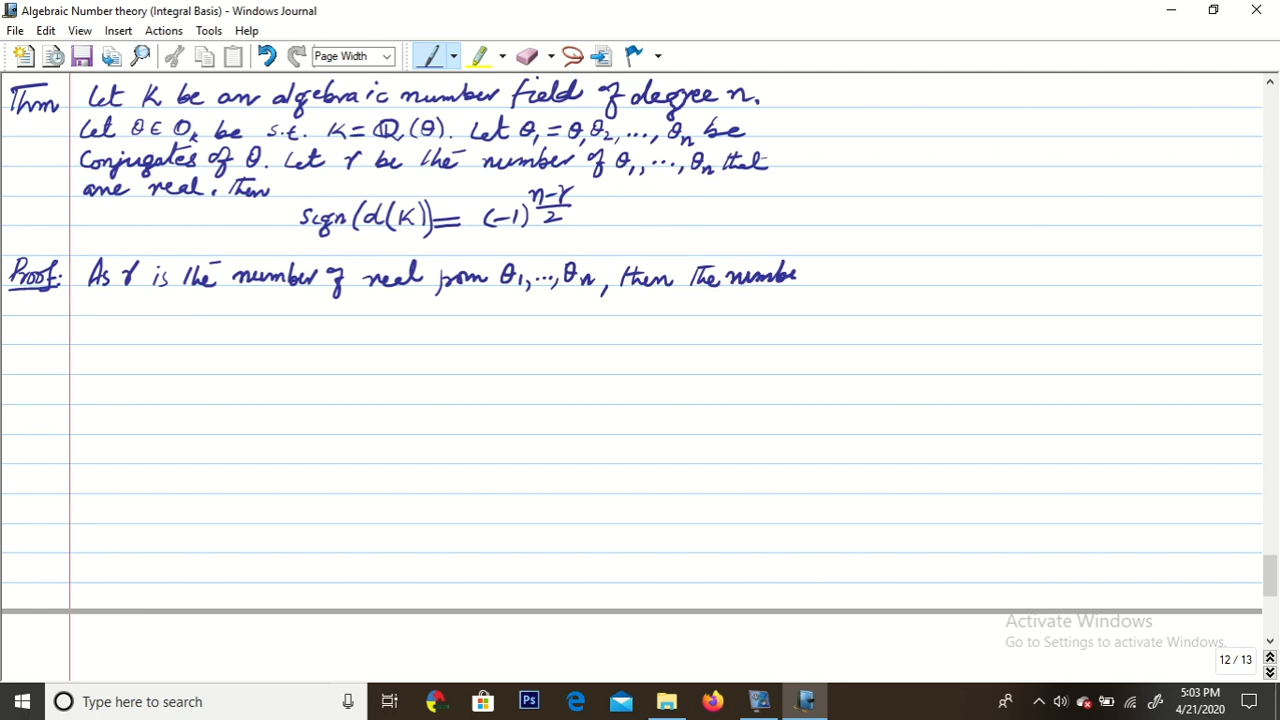 Algebraic Number theory (Integral Basis) - Windows Journal
File Edit View Insert Actions Tools Help
Page Width
Thm Let K be an algebraic number field of degree n.
Let θ ∈ O_K be s.t. K = ℚ(θ). Let θ₁ = θ, θ₂, ..., θₙ be
Conjugates of θ. Let r be the number of θ₁, ..., θₙ that
are real. Then
sign(d(K)) = (-1)^((n-r)/2)
Proof: As r is the number of real from θ₁, ..., θₙ, then the numbe
Activate Windows
Go to Settings to activate Windows.
12 / 13
Type here to search
Ps
5:03 PM
4/21/2020